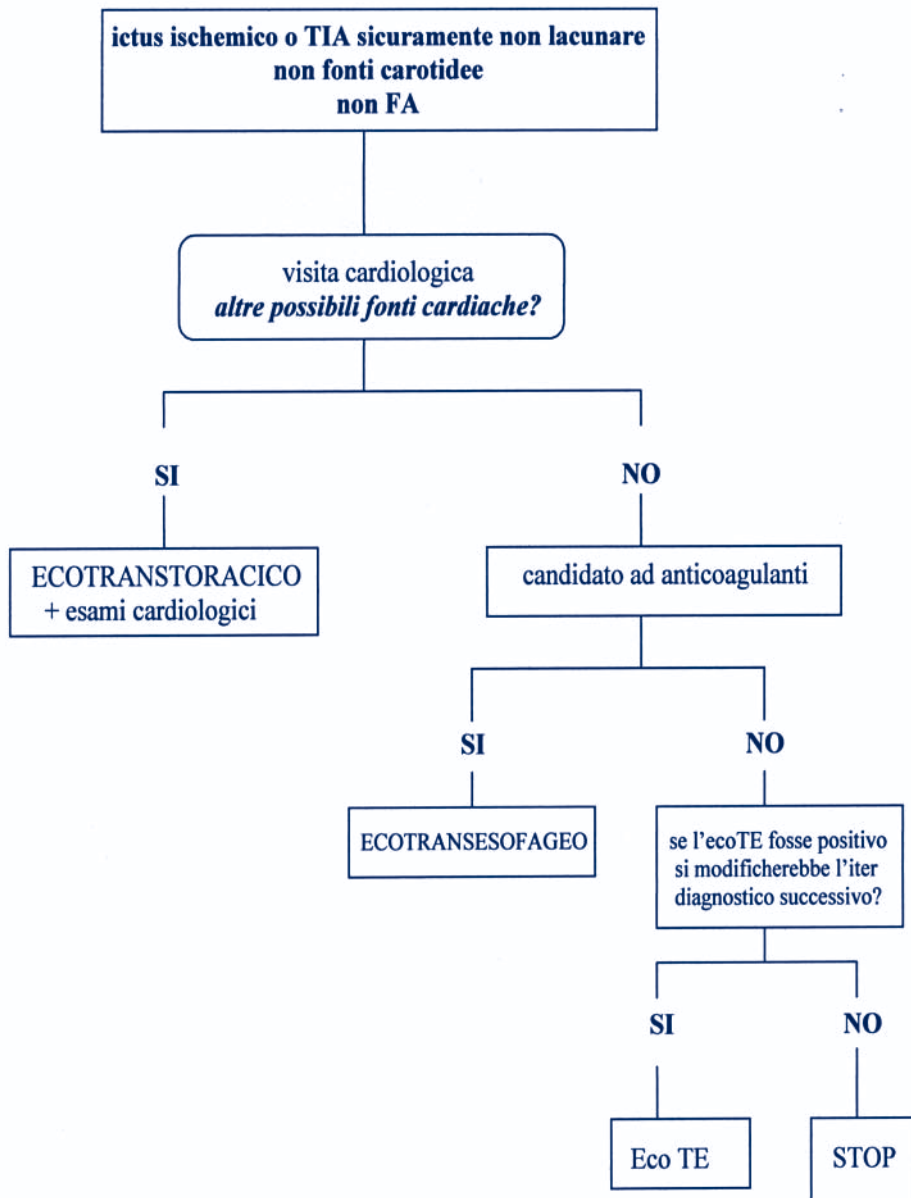 ictus ischemico o TIA sicuramente non lacunare
non fonti carotidee
non FA
visita cardiologica
altre possibili fonti cardiache?
SI
NO
ECOTRANSTORACICO
+ esami cardiologici
candidato ad anticoagulanti
SI
NO
ECOTRANSESOFAGEO
se l'ecoTE fosse positivo
si modificherebbe l'iter
diagnostico successivo?
SI
NO
Eco TE
STOP